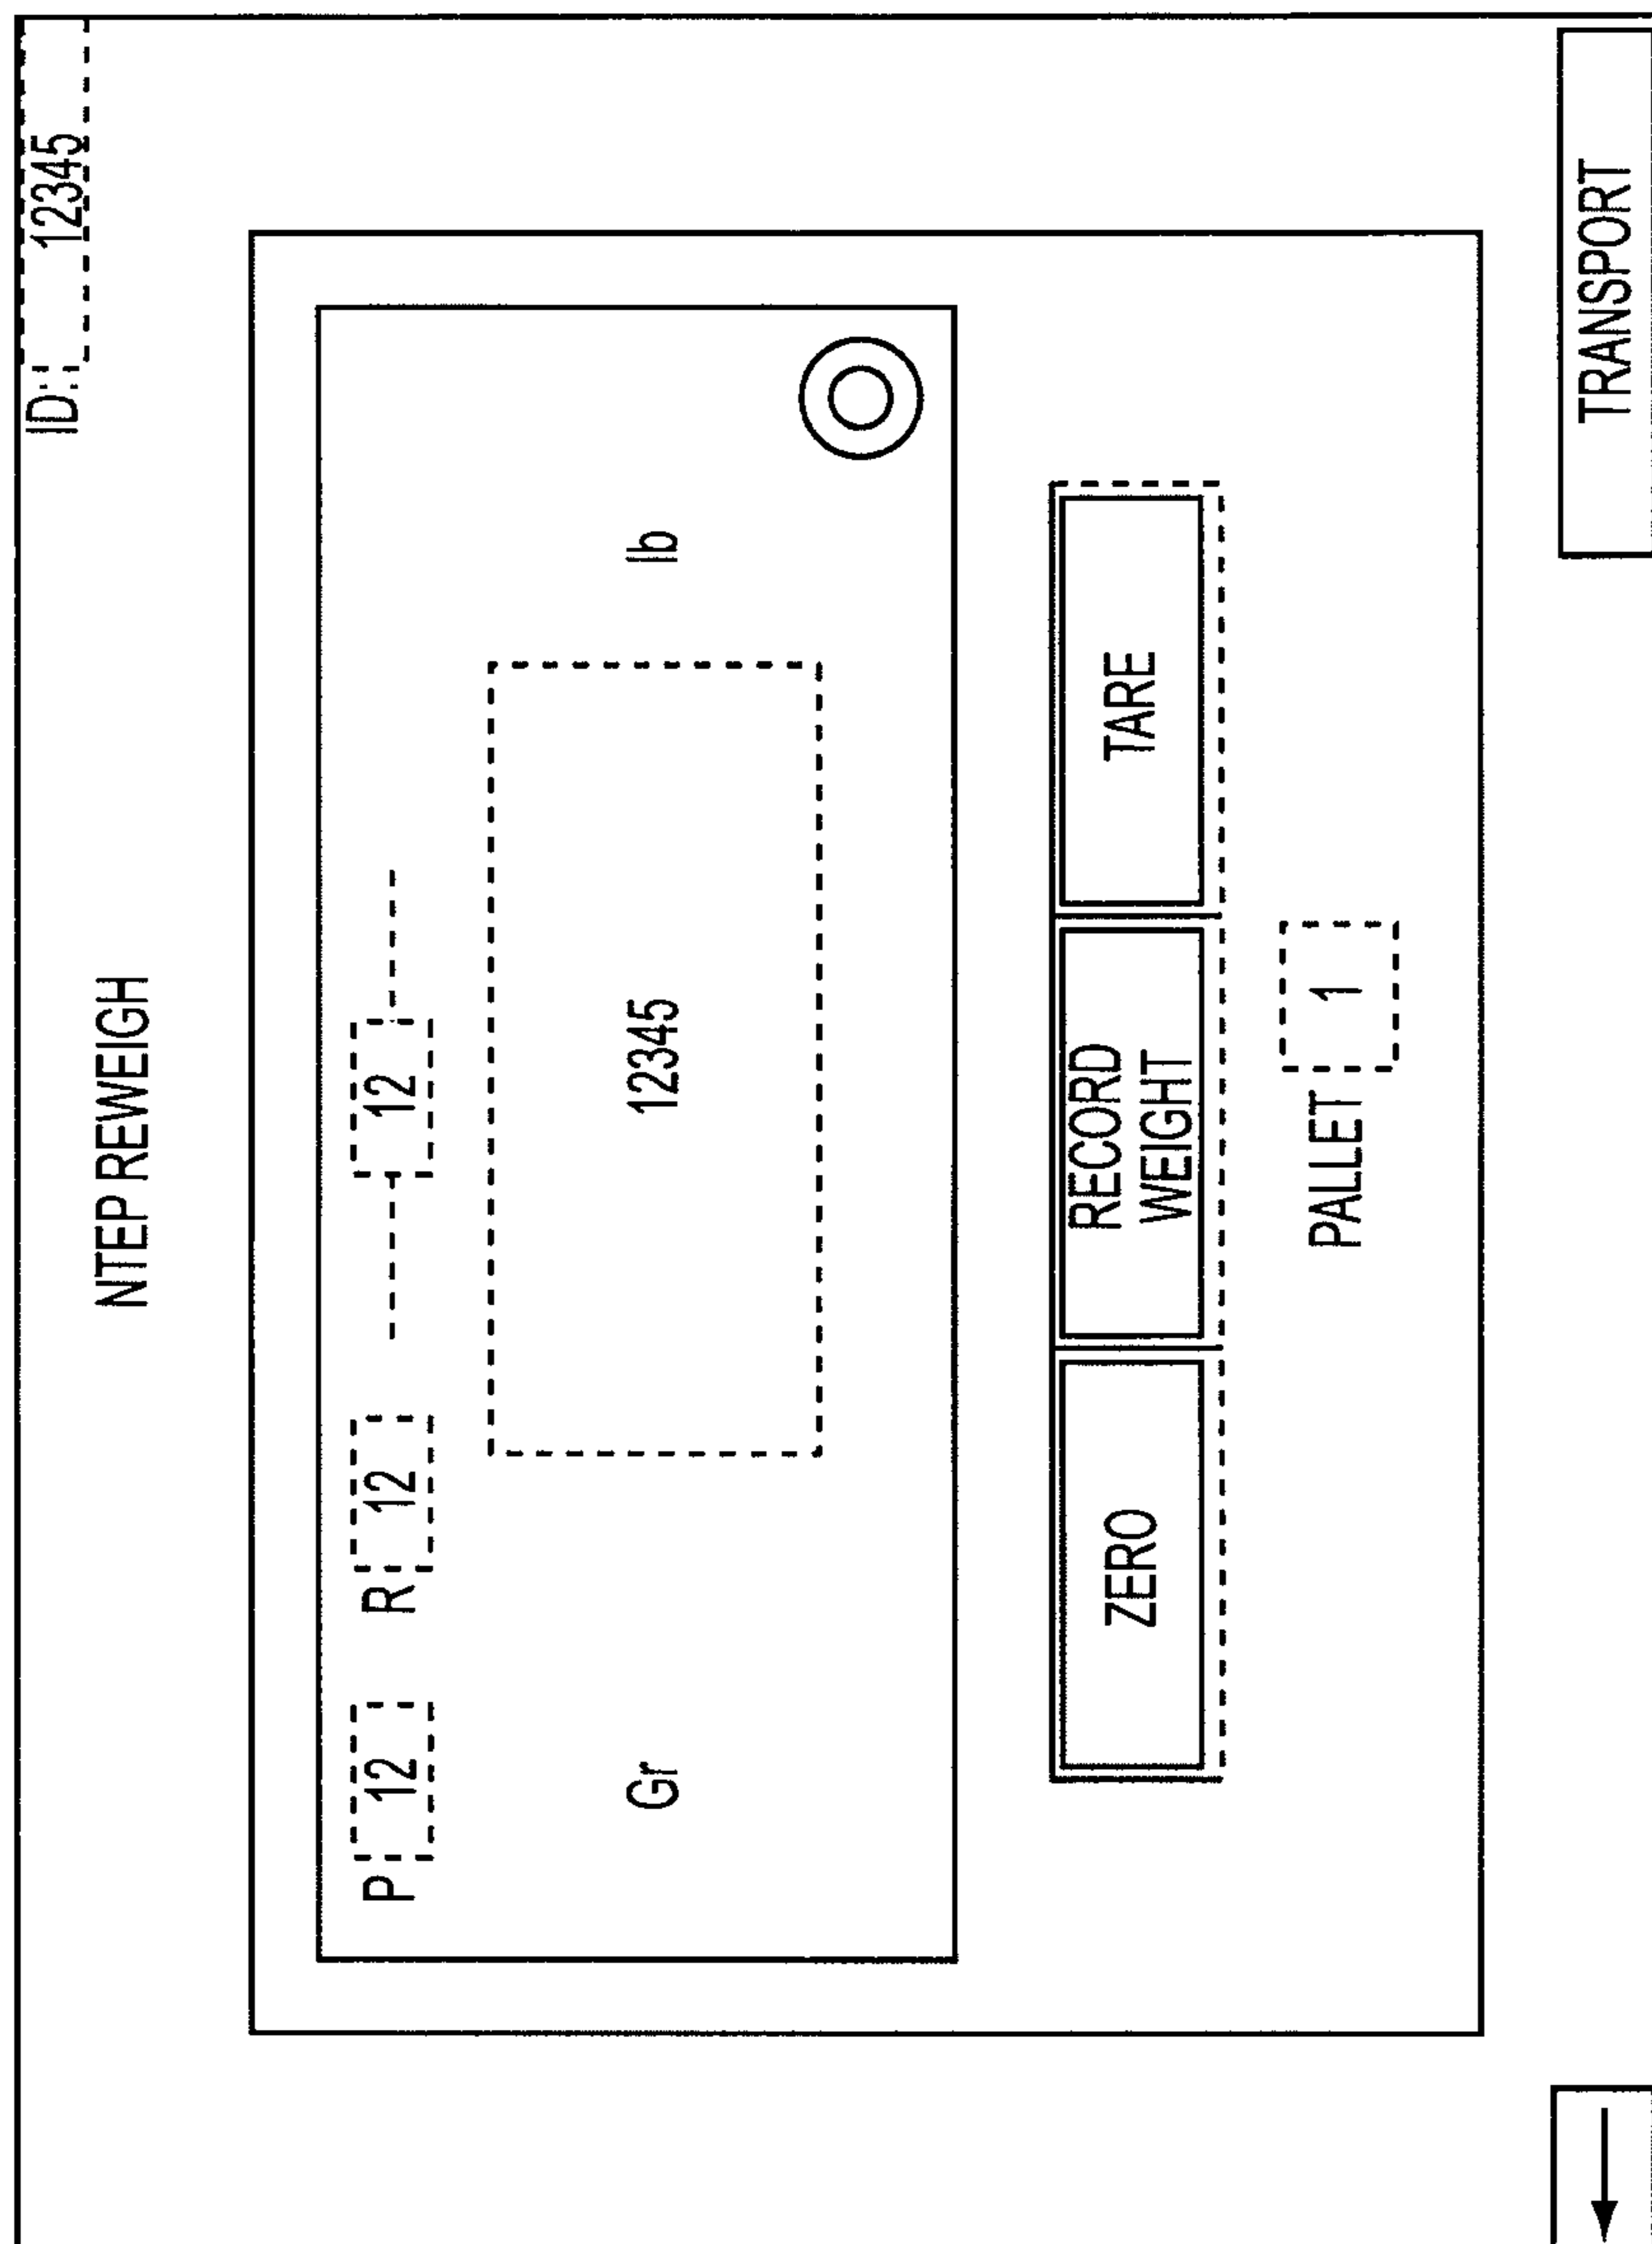 ID: 12345
NTEP REWEIGH
P 12 R 12 12
Gr 12345 lb
ZERO
RECORD
WEIGHT
TARE
PALLET 1
TRANSPORT